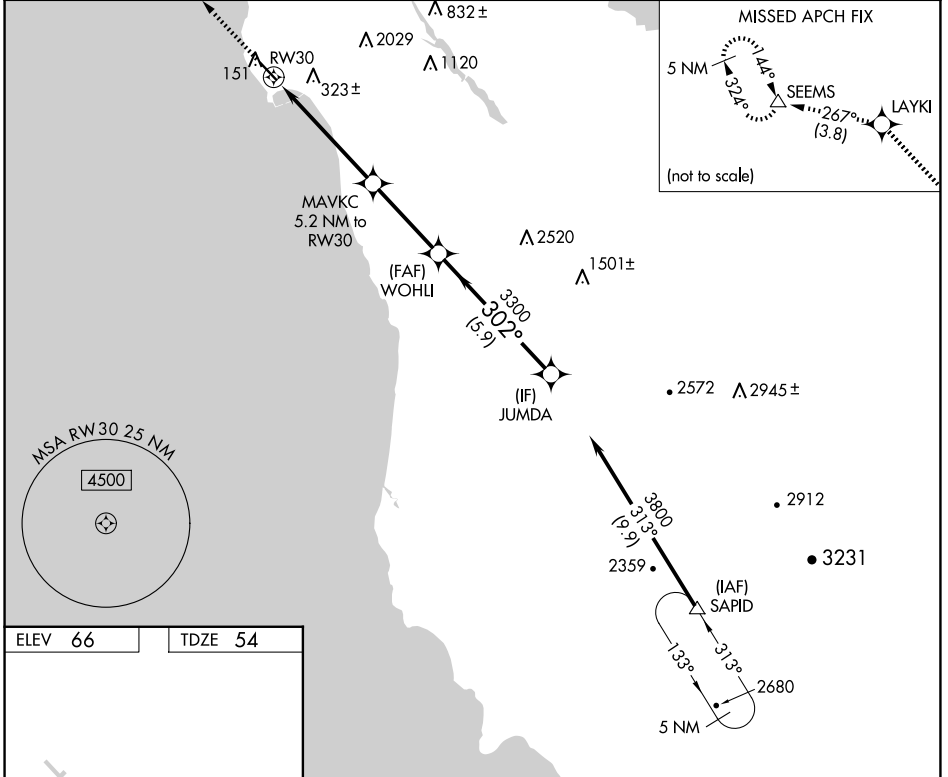 832±
2029
1120
RW30
151
323±
MISSED APCH FIX
5 NM
144°
324°
SEEMS
LAYKI
267°
(3.8)
(not to scale)
MAVKC
5.2 NM to
RW30
2520
1501±
(FAF)
WOHLI
3300
302°
(5.9)
(IF)
JUMDA
2572
2945±
MSA RW30 25 NM
4500
3800
313°
(9.9)
2912
2359
3231
(IAF)
SAPID
133°
313°
2680
5 NM
ELEV 66
TDZE 54